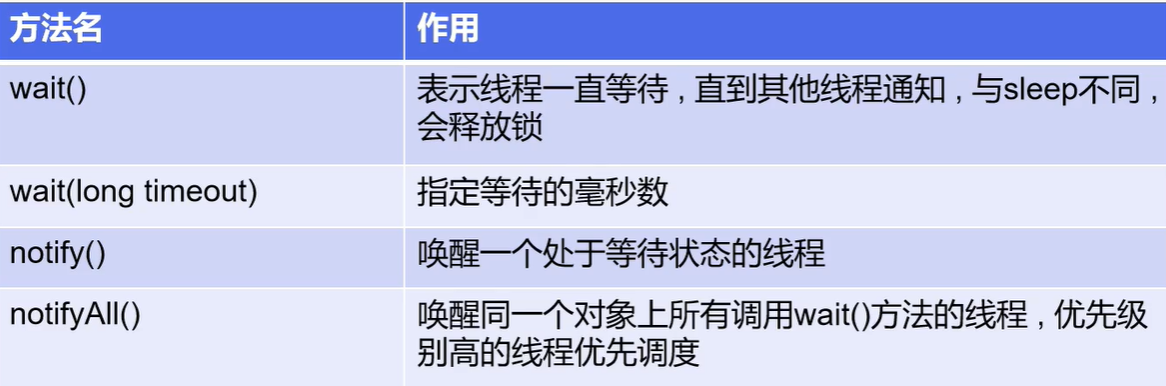 方法名 作用
wait() 表示线程一直等待 , 直到其他线程通知 , 与sleep不同 ,
会释放锁
wait(long timeout) 指定等待的毫秒数
notify() 唤醒一个处于等待状态的线程
notifyAll() 唤醒同一个对象上所有调用wait()方法的线程 , 优先级
别高的线程优先调度